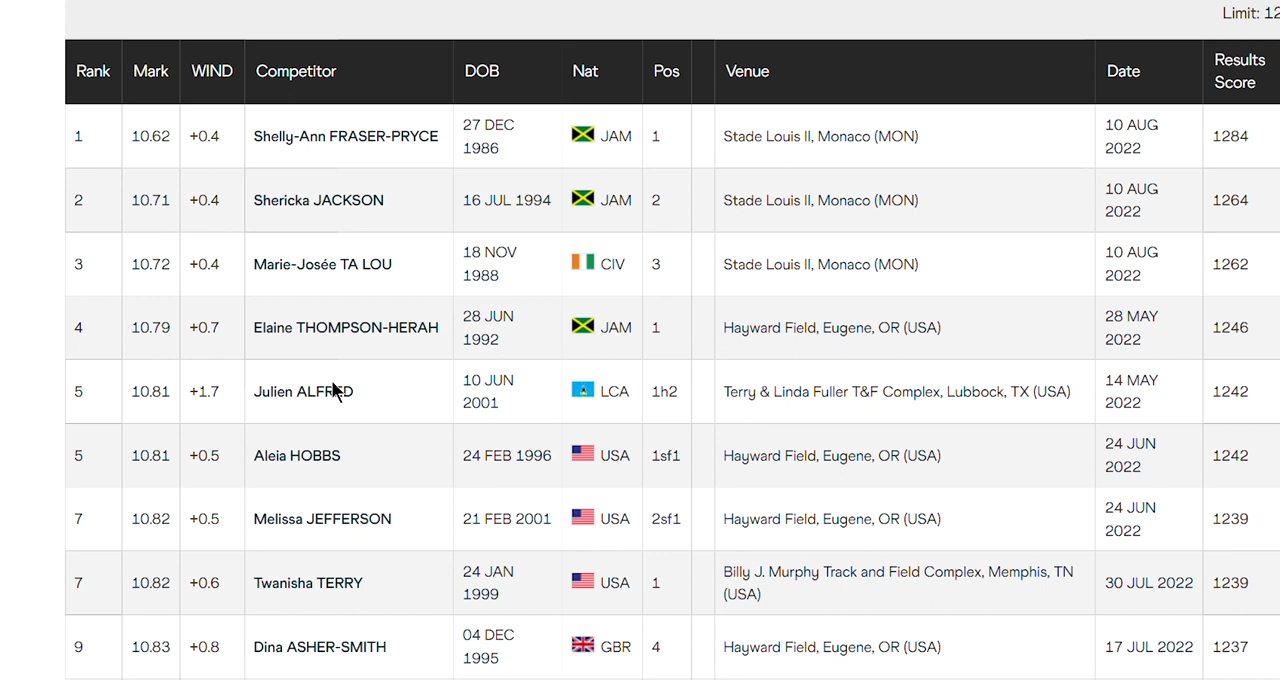 Limit: 12
Rank Mark WIND Competitor DOB Nat Pos Venue Date Results Score
1 10.62 +0.4 Shelly-Ann FRASER-PRYCE 27 DEC 1986 JAM 1 Stade Louis II, Monaco (MON) 10 AUG 2022 1284
2 10.71 +0.4 Shericka JACKSON 16 JUL 1994 JAM 2 Stade Louis II, Monaco (MON) 10 AUG 2022 1264
3 10.72 +0.4 Marie-Josée TA LOU 18 NOV 1988 CIV 3 Stade Louis II, Monaco (MON) 10 AUG 2022 1262
4 10.79 +0.7 Elaine THOMPSON-HERAH 28 JUN 1992 JAM 1 Hayward Field, Eugene, OR (USA) 28 MAY 2022 1246
5 10.81 +1.7 Julien ALFRED 10 JUN 2001 LCA 1h2 Terry & Linda Fuller T&F Complex, Lubbock, TX (USA) 14 MAY 2022 1242
5 10.81 +0.5 Aleia HOBBS 24 FEB 1996 USA 1sf1 Hayward Field, Eugene, OR (USA) 24 JUN 2022 1242
7 10.82 +0.5 Melissa JEFFERSON 21 FEB 2001 USA 2sf1 Hayward Field, Eugene, OR (USA) 24 JUN 2022 1239
7 10.82 +0.6 Twanisha TERRY 24 JAN 1999 USA 1 Billy J. Murphy Track and Field Complex, Memphis, TN (USA) 30 JUL 2022 1239
9 10.83 +0.8 Dina ASHER-SMITH 04 DEC 1995 GBR 4 Hayward Field, Eugene, OR (USA) 17 JUL 2022 1237